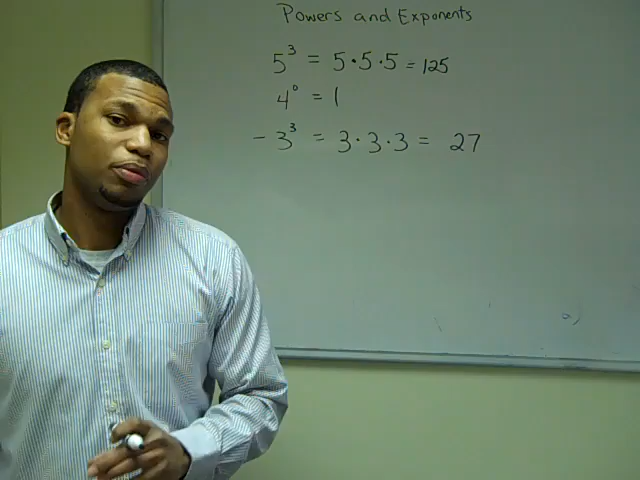 Powers and Exponents
5³ = 5·5·5 = 125
4⁰ = 1
-3³ = 3·3·3 = 27